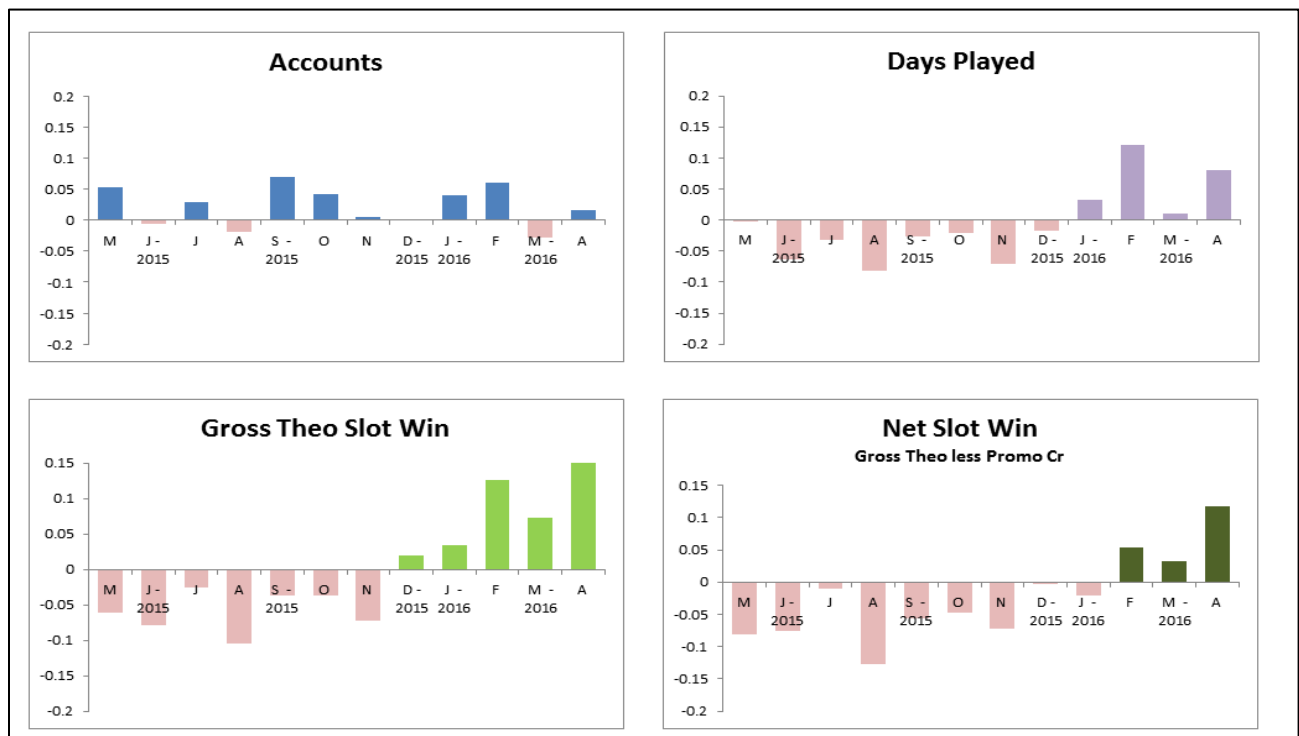 Accounts
0.2
0.15
0.1
0.05
0
-0.05
-0.1
-0.15
-0.2
M J - J A S - O N D - J - F M - A
2015 2015 2015 2016 2016
Days Played
0.2
0.15
0.1
0.05
0
-0.05
-0.1
-0.15
-0.2
M J - J A S - O N D - J - F M - A
2015 2015 2015 2016 2016
Gross Theo Slot Win
0.15
0.1
0.05
0
-0.05
-0.1
-0.15
-0.2
M J - J A S - O N D - J - F M - A
2015 2015 2015 2016 2016
Net Slot Win
Gross Theo less Promo Cr
0.15
0.1
0.05
0
-0.05
-0.1
-0.15
-0.2
M J - J A S - O N D - J - F M - A
2015 2015 2015 2016 2016